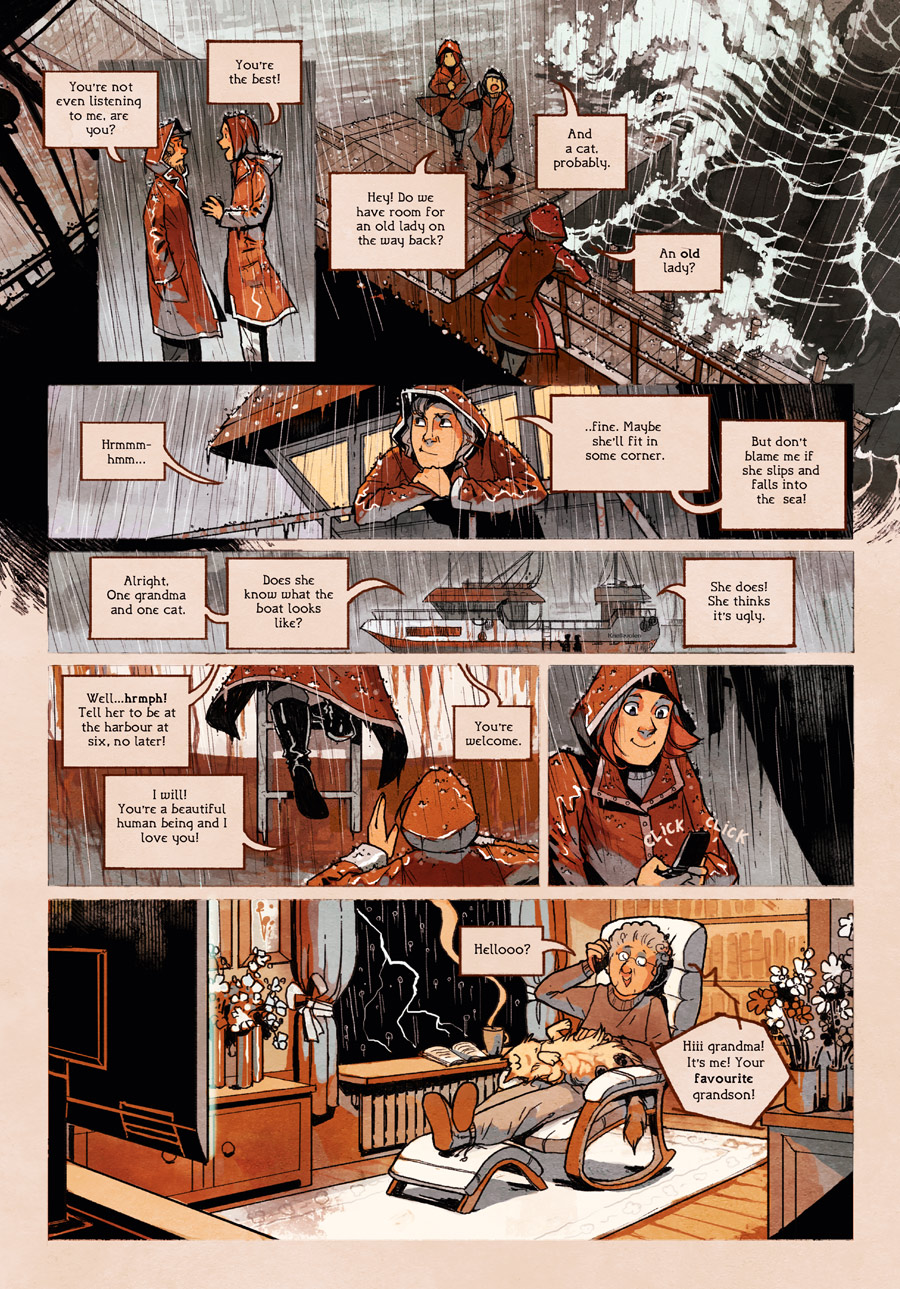 You're not
even listening
to me, are
you?
You're
the best!
Hey! Do we
have room for
an old lady on
the way back?
And
a cat,
probably.
An old
lady?
Hrmmm-
hmm...
..fine. Maybe
she'll fit in
some corner.
But don't
blame me if
she slips and
falls into
the sea!
Alright.
One grandma
and one cat.
Does she
know what the
boat looks
like?
She does!
She thinks
it's ugly.
Well...hrmph!
Tell her to be at
the harbour at
six, no later!
You're
welcome.
I will!
You're a beautiful
human being and I
love you!
CLICK
CLICK
Hellooo?
Hiii grandma!
It's me! Your
favourite
grandson!